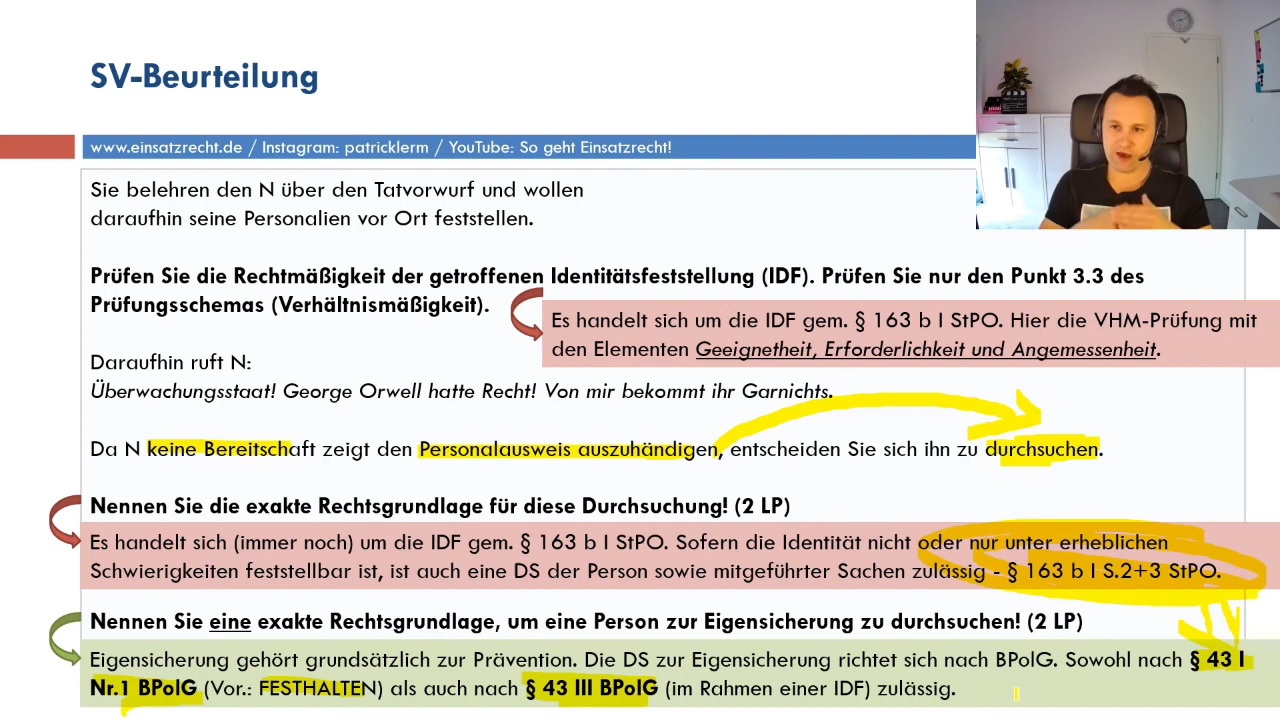 SV-Beurteilung
www.einsatzrecht.de / Instagram: patricklerm / YouTube: So geht Einsatzrecht!
Sie belehren den N über den Tatvorwurf und wollen
daraufhin seine Personalien vor Ort feststellen.
Prüfen Sie die Rechtmäßigkeit der getroffenen Identitätsfeststellung (IDF). Prüfen Sie nur den Punkt 3.3 des
Prüfungsschemas (Verhältnismäßigkeit).
Es handelt sich um die IDF gem. § 163 b I StPO. Hier die VHM-Prüfung mit
den Elementen Geeignetheit, Erforderlichkeit und Angemessenheit.
Daraufhin ruft N:
Überwachungsstaat! George Orwell hatte Recht! Von mir bekommt ihr Garnichts.
Da N keine Bereitschaft zeigt den Personalausweis auszuhändigen, entscheiden Sie sich ihn zu durchsuchen.
Nennen Sie die exakte Rechtsgrundlage für diese Durchsuchung! (2 LP)
Es handelt sich (immer noch) um die IDF gem. § 163 b I StPO. Sofern die Identität nicht oder nur unter erheblichen
Schwierigkeiten feststellbar ist, ist auch eine DS der Person sowie mitgeführter Sachen zulässig - § 163 b I S.2+3 StPO.
Nennen Sie eine exakte Rechtsgrundlage, um eine Person zur Eigensicherung zu durchsuchen! (2 LP)
Eigensicherung gehört grundsätzlich zur Prävention. Die DS zur Eigensicherung richtet sich nach BPolG. Sowohl nach § 43 I
Nr.1 BPolG (Vor.: FESTHALTEN) als auch nach § 43 III BPolG (im Rahmen einer IDF) zulässig.